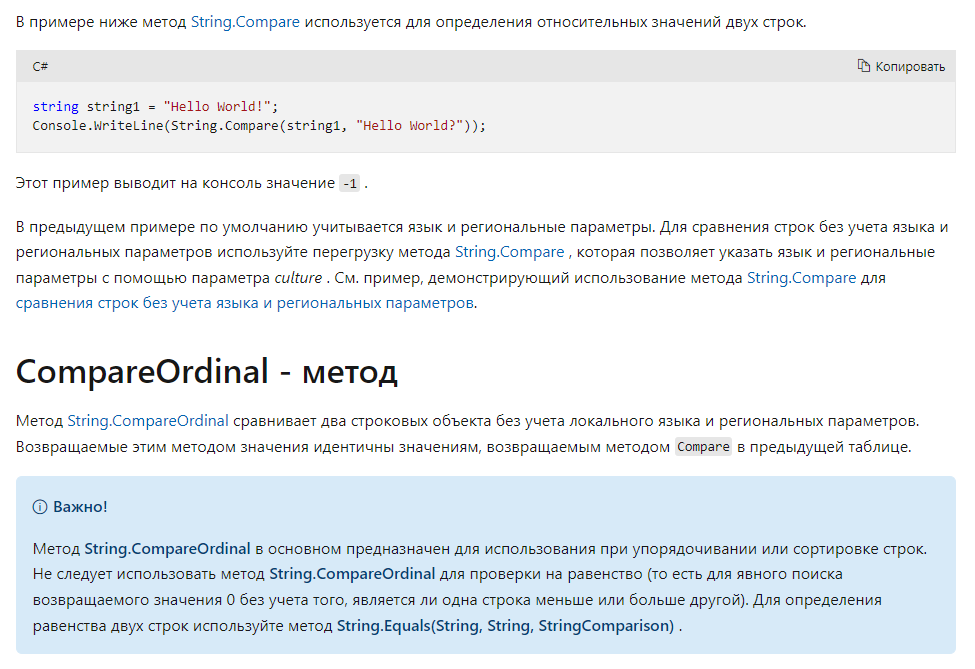 В примере ниже метод String.Compare используется для определения относительных значений двух строк.
C#
Копировать
string string1 = "Hello World!";
Console.WriteLine(String.Compare(string1, "Hello World?"));
Этот пример выводит на консоль значение -1 .
В предыдущем примере по умолчанию учитывается язык и региональные параметры. Для сравнения строк без учета языка и
региональных параметров используйте перегрузку метода String.Compare , которая позволяет указать язык и региональные
параметры с помощью параметра culture . См. пример, демонстрирующий использование метода String.Compare для
сравнения строк без учета языка и региональных параметров.
CompareOrdinal - метод
Метод String.CompareOrdinal сравнивает два строковых объекта без учета локального языка и региональных параметров.
Возвращаемые этим методом значения идентичны значениям, возвращаемым методом Compare в предыдущей таблице.
Важно!
Метод String.CompareOrdinal в основном предназначен для использования при упорядочивании или сортировке строк.
Не следует использовать метод String.CompareOrdinal для проверки на равенство (то есть для явного поиска
возвращаемого значения 0 без учета того, является ли одна строка меньше или больше другой). Для определения
равенства двух строк используйте метод String.Equals(String, String, StringComparison) .